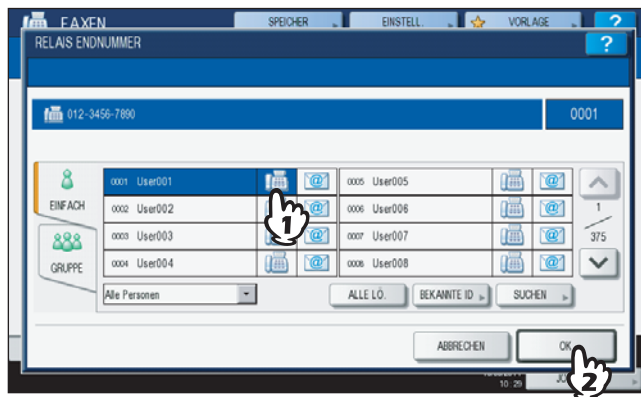 FAXEN SPEICHER EINSTELL. VORLAGE ?
RELAIS ENDNUMMER ?
012-3456-7890 0001
EINFACH
GRUPPE
0001 User001
0002 User002
0003 User003
0004 User004
0005 User005
0006 User006
0007 User007
0008 User008
1
375
Alle Personen ALLE LÖ. BEKANNTE ID SUCHEN
ABBRECHEN OK
10:29
1
2